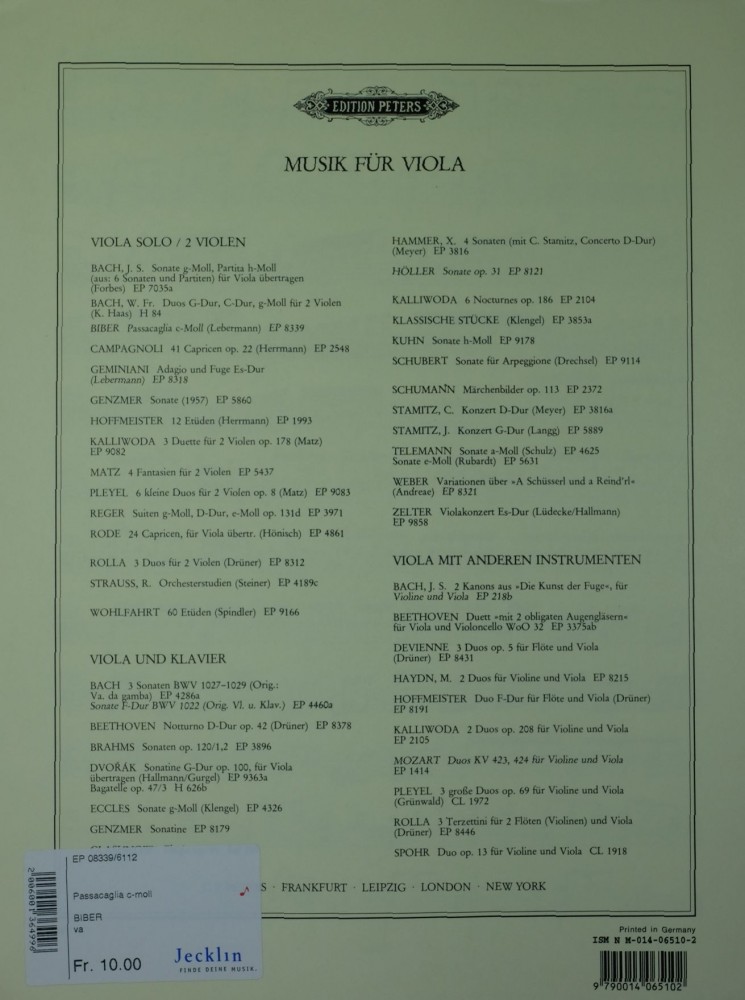 EDITION PETERS
MUSIK FÜR VIOLA
VIOLA SOLO / 2 VIOLEN
BACH, J. S. Sonate g-Moll, Partita h-Moll
(aus: 6 Sonaten und Partiten) für Viola übertragen
(Forbes) EP 7035a
BACH, W. Fr. Duos G-Dur, C-Dur, g-Moll für 2 Violen
(K. Haas) H 84
BIBER Passacaglia c-Moll (Lebermann) EP 8339
CAMPAGNOLI 41 Capricen op. 22 (Herrmann) EP 2548
GEMINIANI Adagio und Fuge Es-Dur
(Lebermann) EP 8318
GENZMER Sonate (1957) EP 5860
HOFFMEISTER 12 Etüden (Herrmann) EP 1993
KALLIWODA 3 Duette für 2 Violen op. 178 (Matz)
EP 9082
MATZ 4 Fantasien für 2 Violen EP 5437
PLEYEL 6 kleine Duos für 2 Violen op. 8 (Matz) EP 9083
REGER Suiten g-Moll, D-Dur, e-Moll op. 131d EP 3971
RODE 24 Capricen, für Viola übertr. (Hönisch) EP 4861
ROLLA 3 Duos für 2 Violen (Drüner) EP 8312
STRAUSS, R. Orchesterstudien (Steiner) EP 4189c
WOHLFAHRT 60 Etüden (Spindler) EP 9166
VIOLA UND KLAVIER
BACH 3 Sonaten BWV 1027–1029 (Orig.:
Va. da gamba) EP 4286a
Sonate F-Dur BWV 1022 (Orig. Vl. u. Klav.) EP 4460a
BEETHOVEN Notturno D-Dur op. 42 (Drüner) EP 8378
BRAHMS Sonaten op. 120/1,2 EP 3896
DVOŘÁK Sonatine G-Dur op. 100, für Viola
übertragen (Hallmann/Gurgel) EP 9363a
Bagatelle op. 47/3 H 626b
ECCLES Sonate g-Moll (Klengel) EP 4326
GENZMER Sonatine EP 8179
HAMMER, X. 4 Sonaten (mit C. Stamitz, Concerto D-Dur)
(Meyer) EP 3816
HÖLLER Sonate op. 31 EP 8121
KALLIWODA 6 Nocturnes op. 186 EP 2104
KLASSISCHE STÜCKE (Klengel) EP 3853a
KUHN Sonate h-Moll EP 9178
SCHUBERT Sonate für Arpeggione (Drechsel) EP 9114
SCHUMANN Märchenbilder op. 113 EP 2372
STAMITZ, C. Konzert D-Dur (Meyer) EP 3816a
STAMITZ, J. Konzert G-Dur (Langg) EP 5889
TELEMANN Sonate a-Moll (Schulz) EP 4625
Sonate e-Moll (Rubardt) EP 5631
WEBER Variationen über »A Schüsserl und a Reind'rl«
(Andreae) EP 8321
ZELTER Violakonzert Es-Dur (Lüdecke/Hallmann)
EP 9858
VIOLA MIT ANDEREN INSTRUMENTEN
BACH, J. S. 2 Kanons aus »Die Kunst der Fuge«, für
Violine und Viola EP 218b
BEETHOVEN Duett »mit 2 obligaten Augengläsern«
für Viola und Violoncello WoO 32 EP 3375ab
DEVIENNE 3 Duos op. 5 für Flöte und Viola
(Drüner) EP 8431
HAYDN, M. 2 Duos für Violine und Viola EP 8215
HOFFMEISTER Duo F-Dur für Flöte und Viola (Drüner)
EP 8191
KALLIWODA 2 Duos op. 208 für Violine und Viola
EP 2105
MOZART Duos KV 423, 424 für Violine und Viola
EP 1414
PLEYEL 3 große Duos op. 69 für Violine und Viola
(Grünwald) CL 1972
ROLLA 3 Terzettini für 2 Flöten (Violinen) und Viola
(Drüner) EP 8446
SPOHR Duo op. 13 für Violine und Viola CL 1918
S · FRANKFURT · LEIPZIG · LONDON · NEW YORK
EP 08339/6112
Passacaglia c-moll
BIBER
va
Fr. 10.00
Jecklin
FINDE DEINE MUSIK.
2000601364996
Printed in Germany
ISM N M-014-06510-2
9 790014 065102